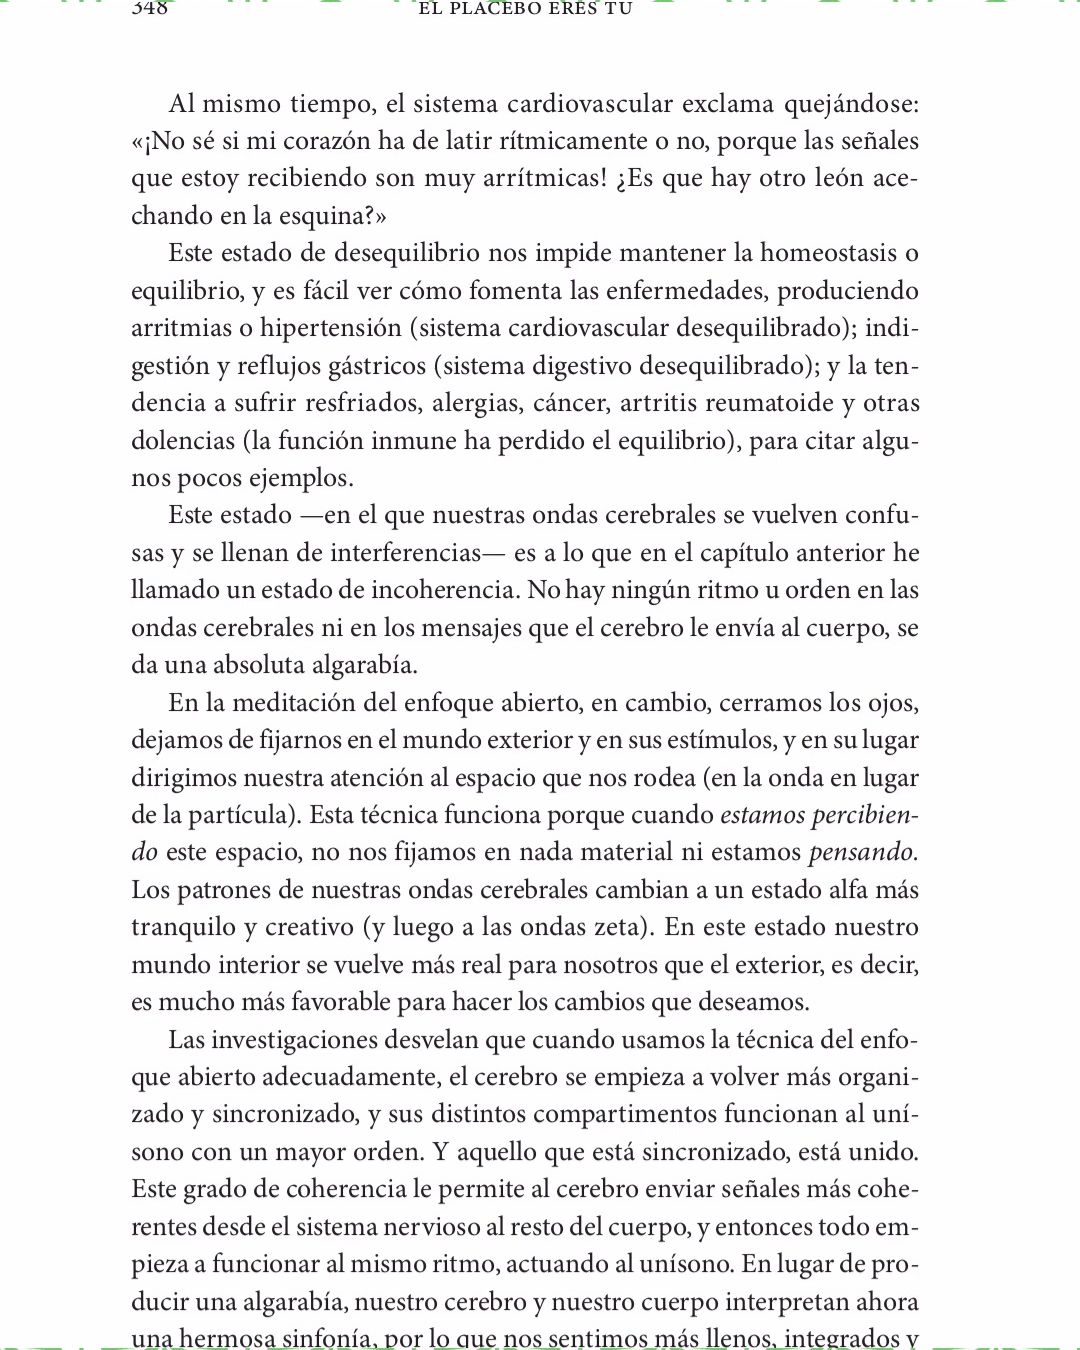 348 EL PLACEBO ERES TÚ
Al mismo tiempo, el sistema cardiovascular exclama quejándose:
«¡No sé si mi corazón ha de latir rítmicamente o no, porque las señales
que estoy recibiendo son muy arrítmicas! ¿Es que hay otro león ace-
chando en la esquina?»
Este estado de desequilibrio nos impide mantener la homeostasis o
equilibrio, y es fácil ver cómo fomenta las enfermedades, produciendo
arritmias o hipertensión (sistema cardiovascular desequilibrado); indi-
gestión y reflujos gástricos (sistema digestivo desequilibrado); y la ten-
dencia a sufrir resfriados, alergias, cáncer, artritis reumatoide y otras
dolencias (la función inmune ha perdido el equilibrio), para citar algu-
nos pocos ejemplos.
Este estado —en el que nuestras ondas cerebrales se vuelven confu-
sas y se llenan de interferencias— es a lo que en el capítulo anterior he
llamado un estado de incoherencia. No hay ningún ritmo u orden en las
ondas cerebrales ni en los mensajes que el cerebro le envía al cuerpo, se
da una absoluta algarabía.
En la meditación del enfoque abierto, en cambio, cerramos los ojos,
dejamos de fijarnos en el mundo exterior y en sus estímulos, y en su lugar
dirigimos nuestra atención al espacio que nos rodea (en la onda en lugar
de la partícula). Esta técnica funciona porque cuando estamos percibien-
do este espacio, no nos fijamos en nada material ni estamos pensando.
Los patrones de nuestras ondas cerebrales cambian a un estado alfa más
tranquilo y creativo (y luego a las ondas zeta). En este estado nuestro
mundo interior se vuelve más real para nosotros que el exterior, es decir,
es mucho más favorable para hacer los cambios que deseamos.
Las investigaciones desvelan que cuando usamos la técnica del enfo-
que abierto adecuadamente, el cerebro se empieza a volver más organi-
zado y sincronizado, y sus distintos compartimentos funcionan al uní-
sono con un mayor orden. Y aquello que está sincronizado, está unido.
Este grado de coherencia le permite al cerebro enviar señales más cohe-
rentes desde el sistema nervioso al resto del cuerpo, y entonces todo em-
pieza a funcionar al mismo ritmo, actuando al unísono. En lugar de pro-
ducir una algarabía, nuestro cerebro y nuestro cuerpo interpretan ahora
una hermosa sinfonía, por lo que nos sentimos más llenos, integrados y